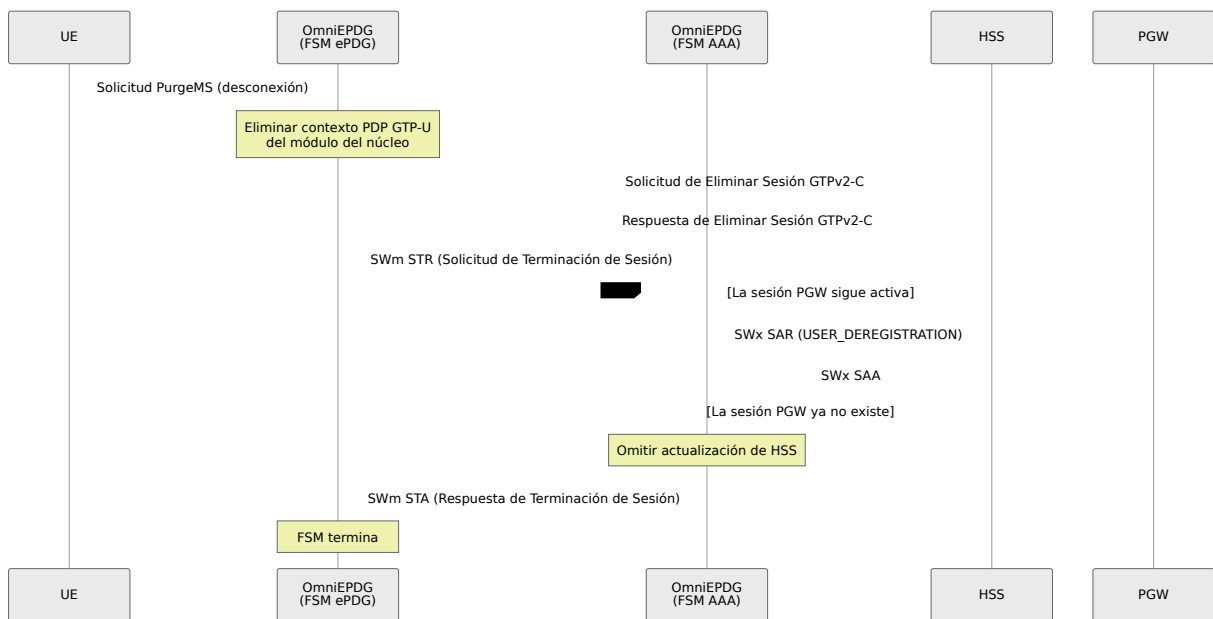 UE
OmniEPDG
(FSM ePDG)
OmniEPDG
(FSM AAA)
HSS
PGW
Solicitud PurgeMS (desconexión)
Eliminar contexto PDP GTP-U
del módulo del núcleo
Solicitud de Eliminar Sesión GTPv2-C
Respuesta de Eliminar Sesión GTPv2-C
SWm STR (Solicitud de Terminación de Sesión)
[La sesión PGW sigue activa]
SWx SAR (USER_DEREGISTRATION)
SWx SAA
[La sesión PGW ya no existe]
Omitir actualización de HSS
SWm STA (Respuesta de Terminación de Sesión)
FSM termina
UE
OmniEPDG
(FSM ePDG)
OmniEPDG
(FSM AAA)
HSS
PGW